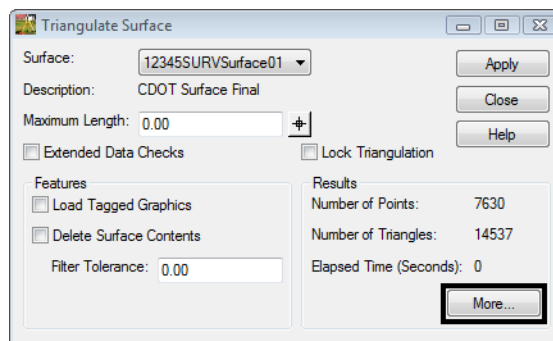 Triangulate Surface
Surface: 12345SURVSurface01
Apply
Description: CDOT Surface Final
Close
Maximum Length: 0.00
Help
Extended Data Checks
Lock Triangulation
Features
Load Tagged Graphics
Delete Surface Contents
Filter Tolerance: 0.00
Results
Number of Points: 7630
Number of Triangles: 14537
Elapsed Time (Seconds): 0
More...